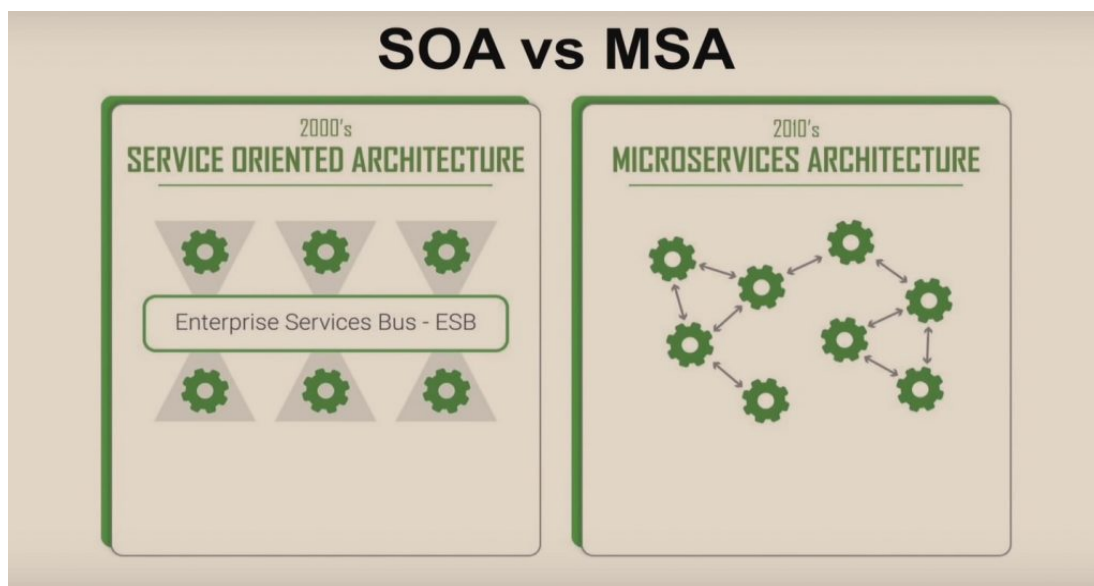 SOA vs MSA
2000's
SERVICE ORIENTED ARCHITECTURE
Enterprise Services Bus - ESB
2010's
MICROSERVICES ARCHITECTURE